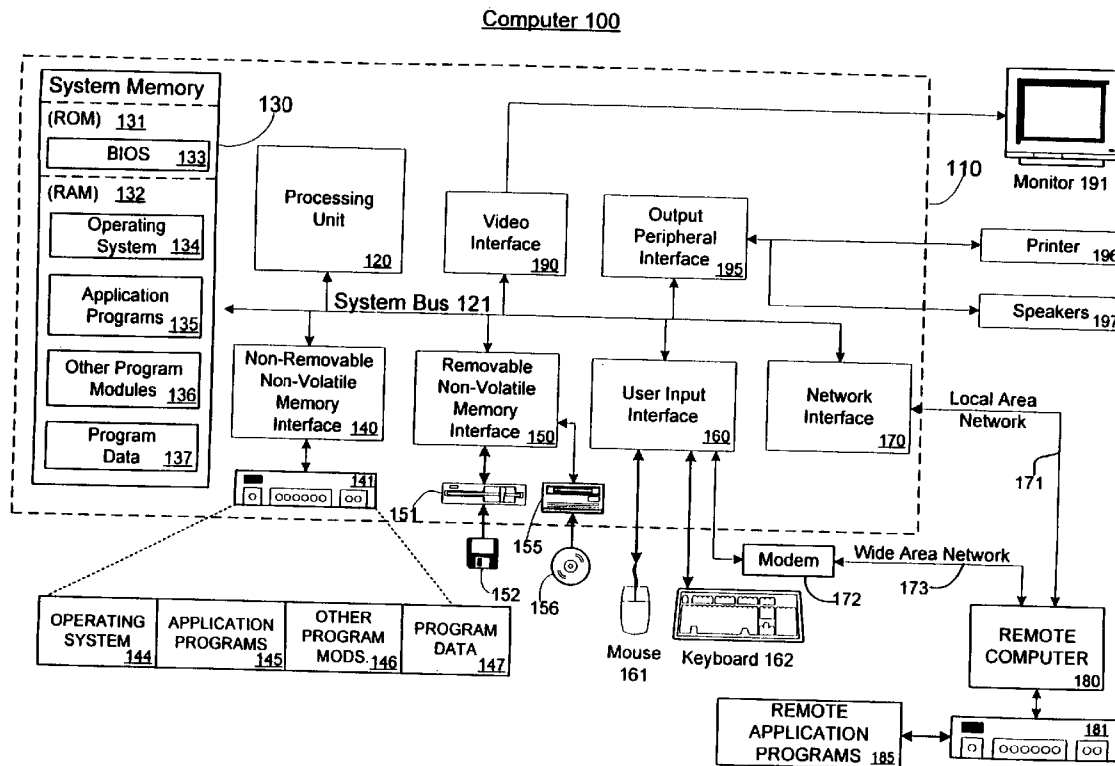 Computer 100
System Memory
(ROM) 131
BIOS 133
(RAM) 132
Operating
System 134
Application
Programs 135
Other Program
Modules 136
Program
Data 137
130
Processing
Unit
120
Video
Interface
190
Output
Peripheral
Interface 195
110
Monitor 191
Printer
196
Speakers
197
System Bus 121
Non-Removable
Non-Volatile
Memory
Interface 140
Removable
Non-Volatile
Memory
Interface 150
User Input
Interface
160
Network
Interface
170
Local Area
Network
171
141
151
152
155
156
Modem
172
Wide Area Network
173
OPERATING
SYSTEM 144
APPLICATION
PROGRAMS 145
OTHER
PROGRAM
MODS. 146
PROGRAM
DATA
147
Mouse
161
Keyboard 162
REMOTE
COMPUTER
180
REMOTE
APPLICATION
PROGRAMS 185
181